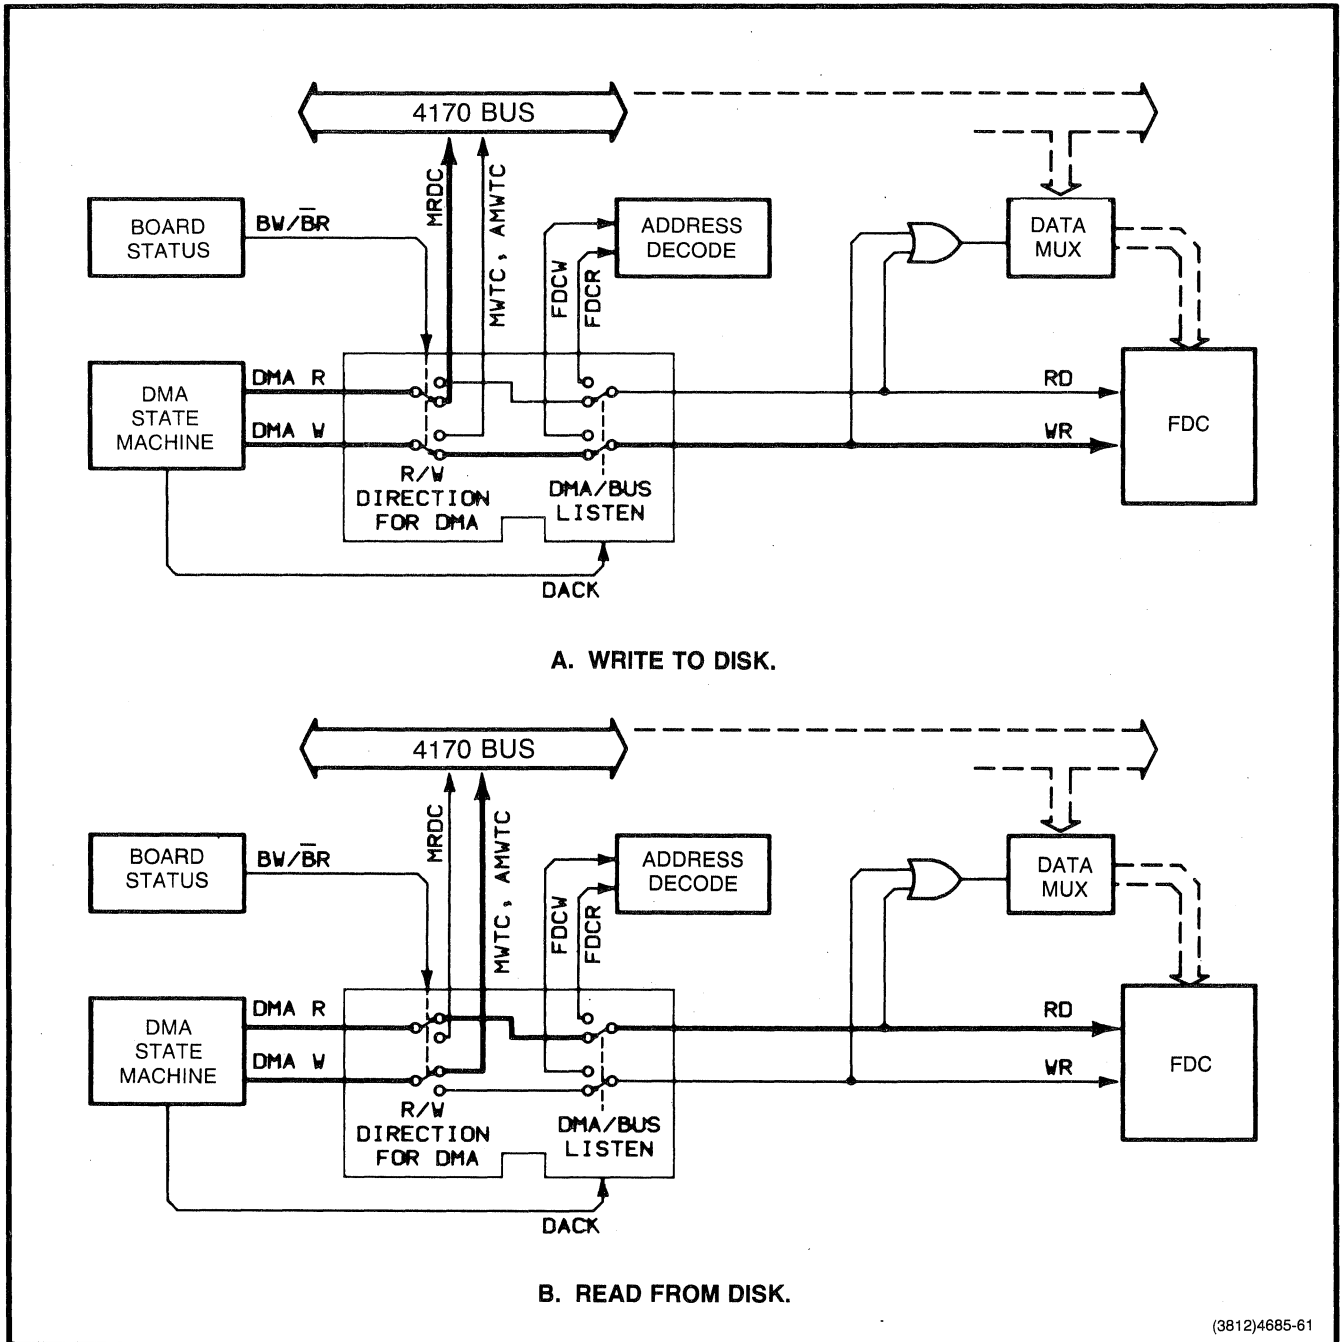 4170 BUS
MRDC
MWTC, AMWTC
BOARD
STATUS
BW/B̅R
FDCW
FDCR
ADDRESS
DECODE
DATA
MUX
DMA
STATE
MACHINE
DMA R
DMA W
R/W
DIRECTION
FOR DMA
DMA/BUS
LISTEN
RD
WR
FDC
DACK
A. WRITE TO DISK.
4170 BUS
MRDC
MWTC, AMWTC
BOARD
STATUS
BW/B̅R
FDCW
FDCR
ADDRESS
DECODE
DATA
MUX
DMA
STATE
MACHINE
DMA R
DMA W
R/W
DIRECTION
FOR DMA
DMA/BUS
LISTEN
RD
WR
FDC
DACK
B. READ FROM DISK.
(3812)4685-61